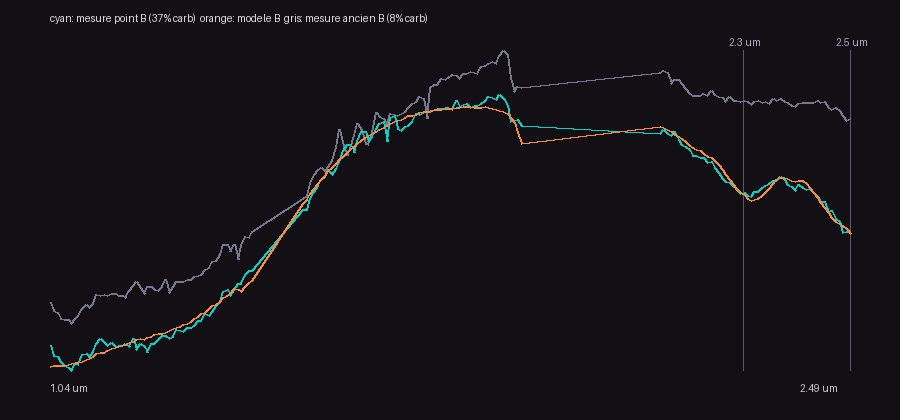 cyan: mesure point B (37% carb) orange: modele B gris: mesure ancien B (8% carb)
2.3 um
2.5 um
1.04 um
2.49 um